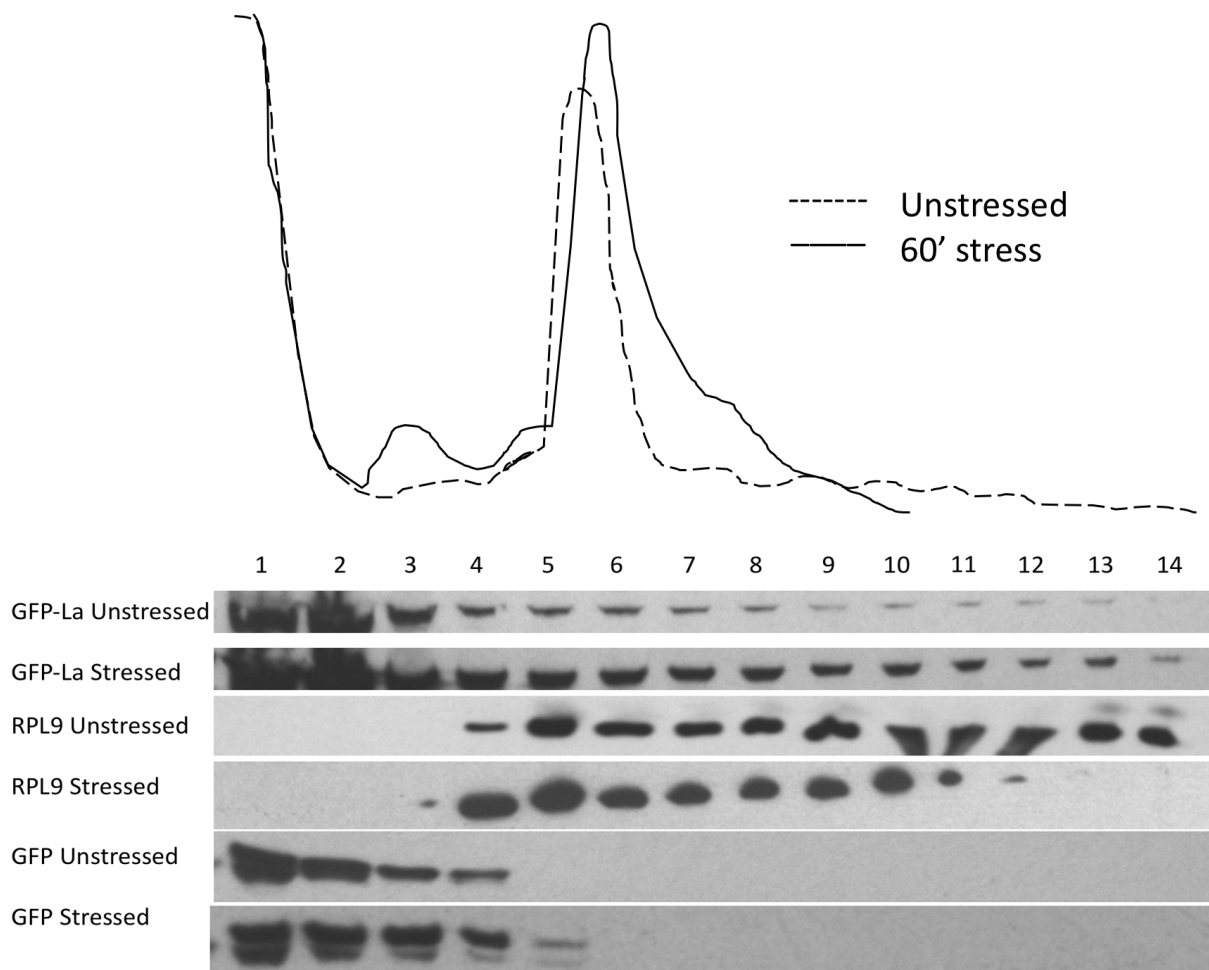 Unstressed
60’ stress
1 2 3 4 5 6 7 8 9 10 11 12 13 14
GFP-La Unstressed
GFP-La Stressed
RPL9 Unstressed
RPL9 Stressed
GFP Unstressed
GFP Stressed